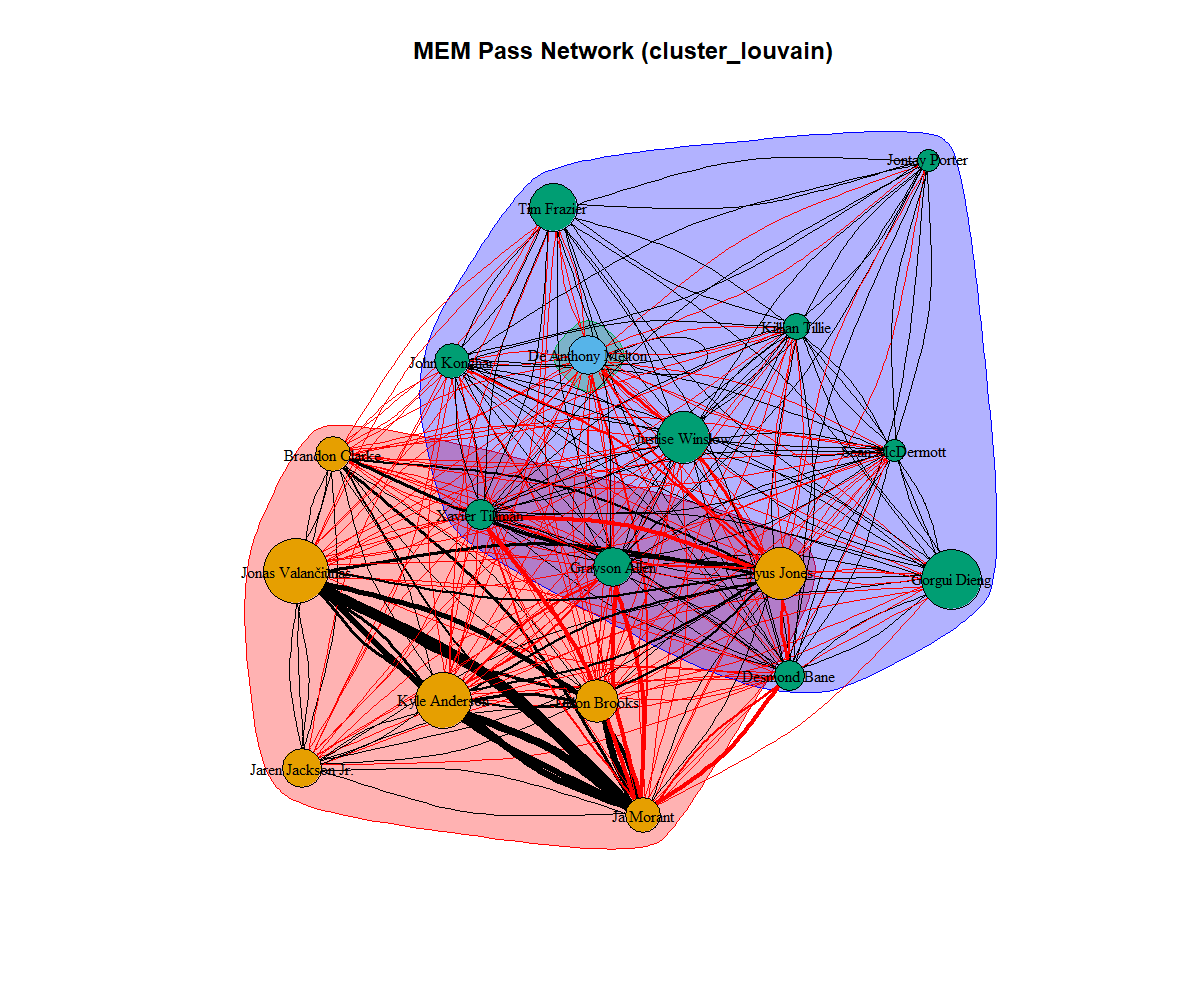 MEM Pass Network (cluster_louvain)
Jontay Porter
Tim Frazier
Killian Tillie
De'Anthony Melton
John Konchar
Justise Winslow
Sean McDermott
Brandon Clarke
Xavier Tillman
Grayson Allen
Jonas Valančiūnas
Tyus Jones
Gorgui Dieng
Desmond Bane
Kyle Anderson
Dillon Brooks
Jaren Jackson Jr.
Ja Morant